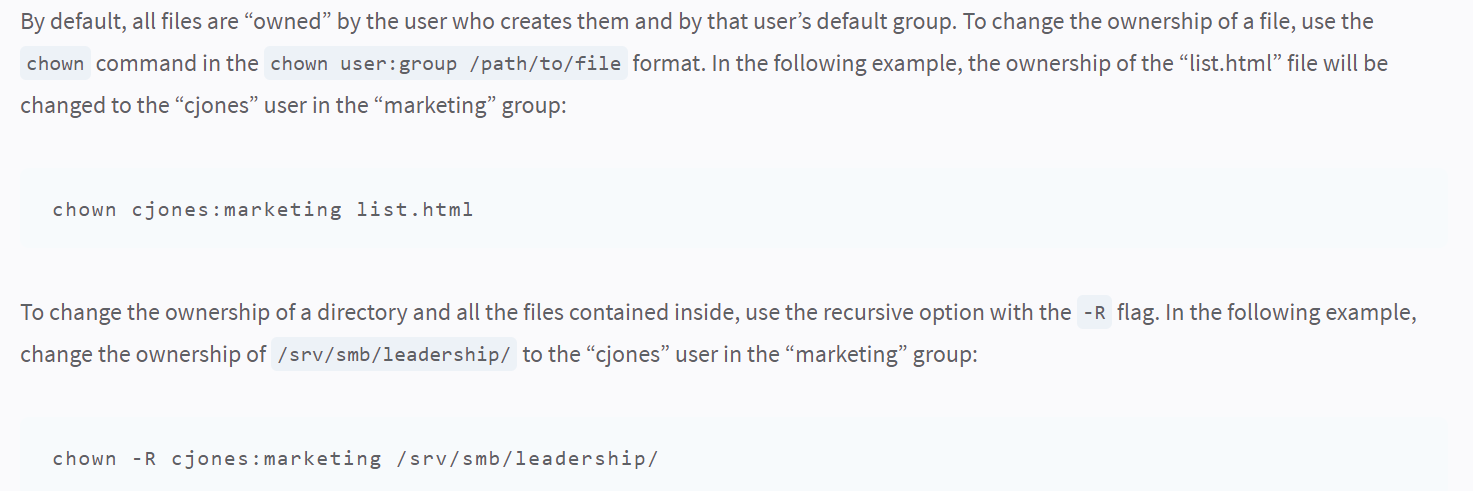 By default, all files are “owned” by the user who creates them and by that user’s default group. To change the ownership of a file, use the
chown command in the chown user:group /path/to/file format. In the following example, the ownership of the “list.html” file will be
changed to the “cjones” user in the “marketing” group:
chown cjones:marketing list.html
To change the ownership of a directory and all the files contained inside, use the recursive option with the -R flag. In the following example,
change the ownership of /srv/smb/leadership/ to the “cjones” user in the “marketing” group:
chown -R cjones:marketing /srv/smb/leadership/